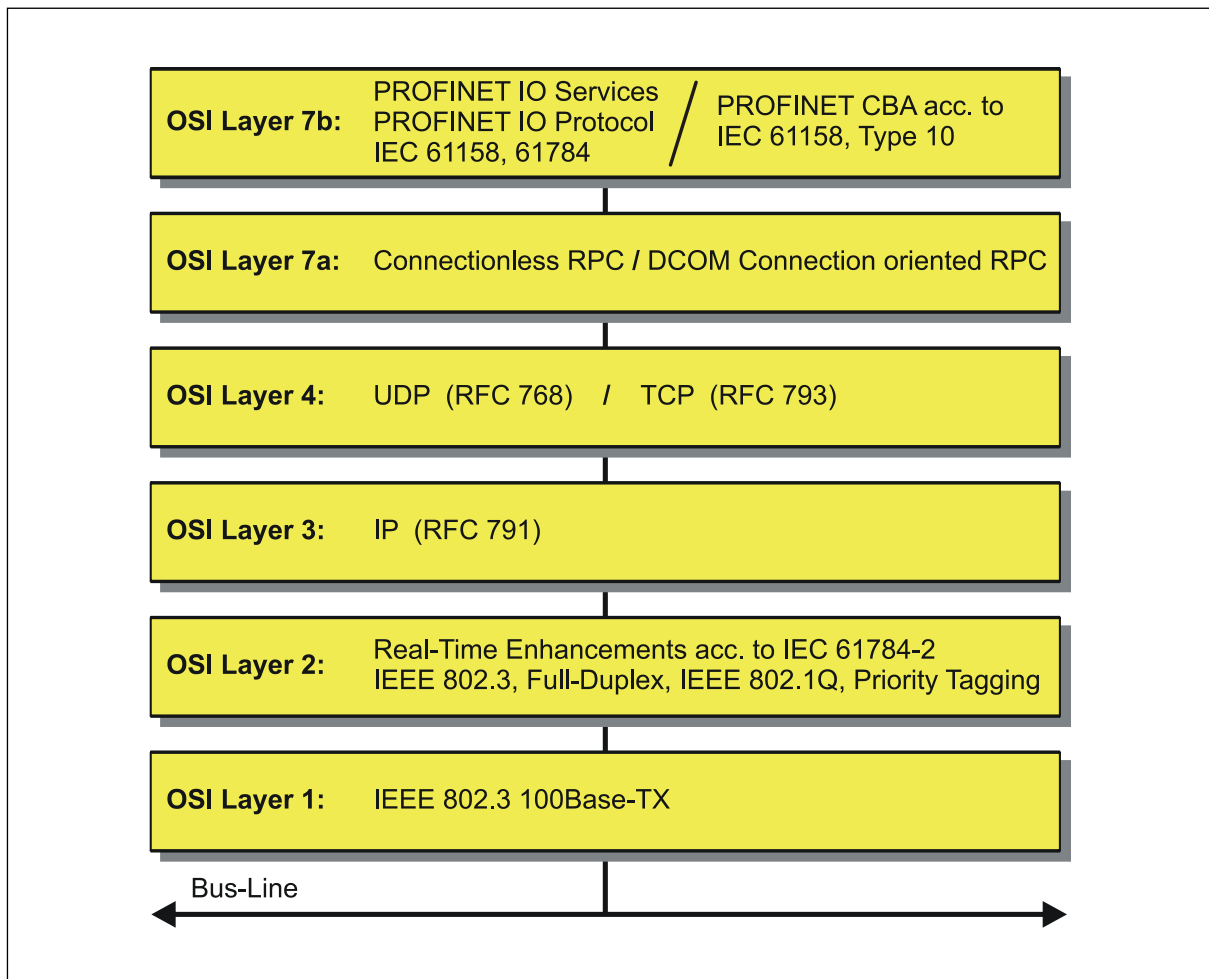 OSI Layer 7b:
PROFINET IO Services
PROFINET IO Protocol
IEC 61158, 61784
/
PROFINET CBA acc. to
IEC 61158, Type 10
OSI Layer 7a: Connectionless RPC / DCOM Connection oriented RPC
OSI Layer 4: UDP (RFC 768) / TCP (RFC 793)
OSI Layer 3: IP (RFC 791)
OSI Layer 2:
Real-Time Enhancements acc. to IEC 61784-2
IEEE 802.3, Full-Duplex, IEEE 802.1Q, Priority Tagging
OSI Layer 1: IEEE 802.3 100Base-TX
Bus-Line